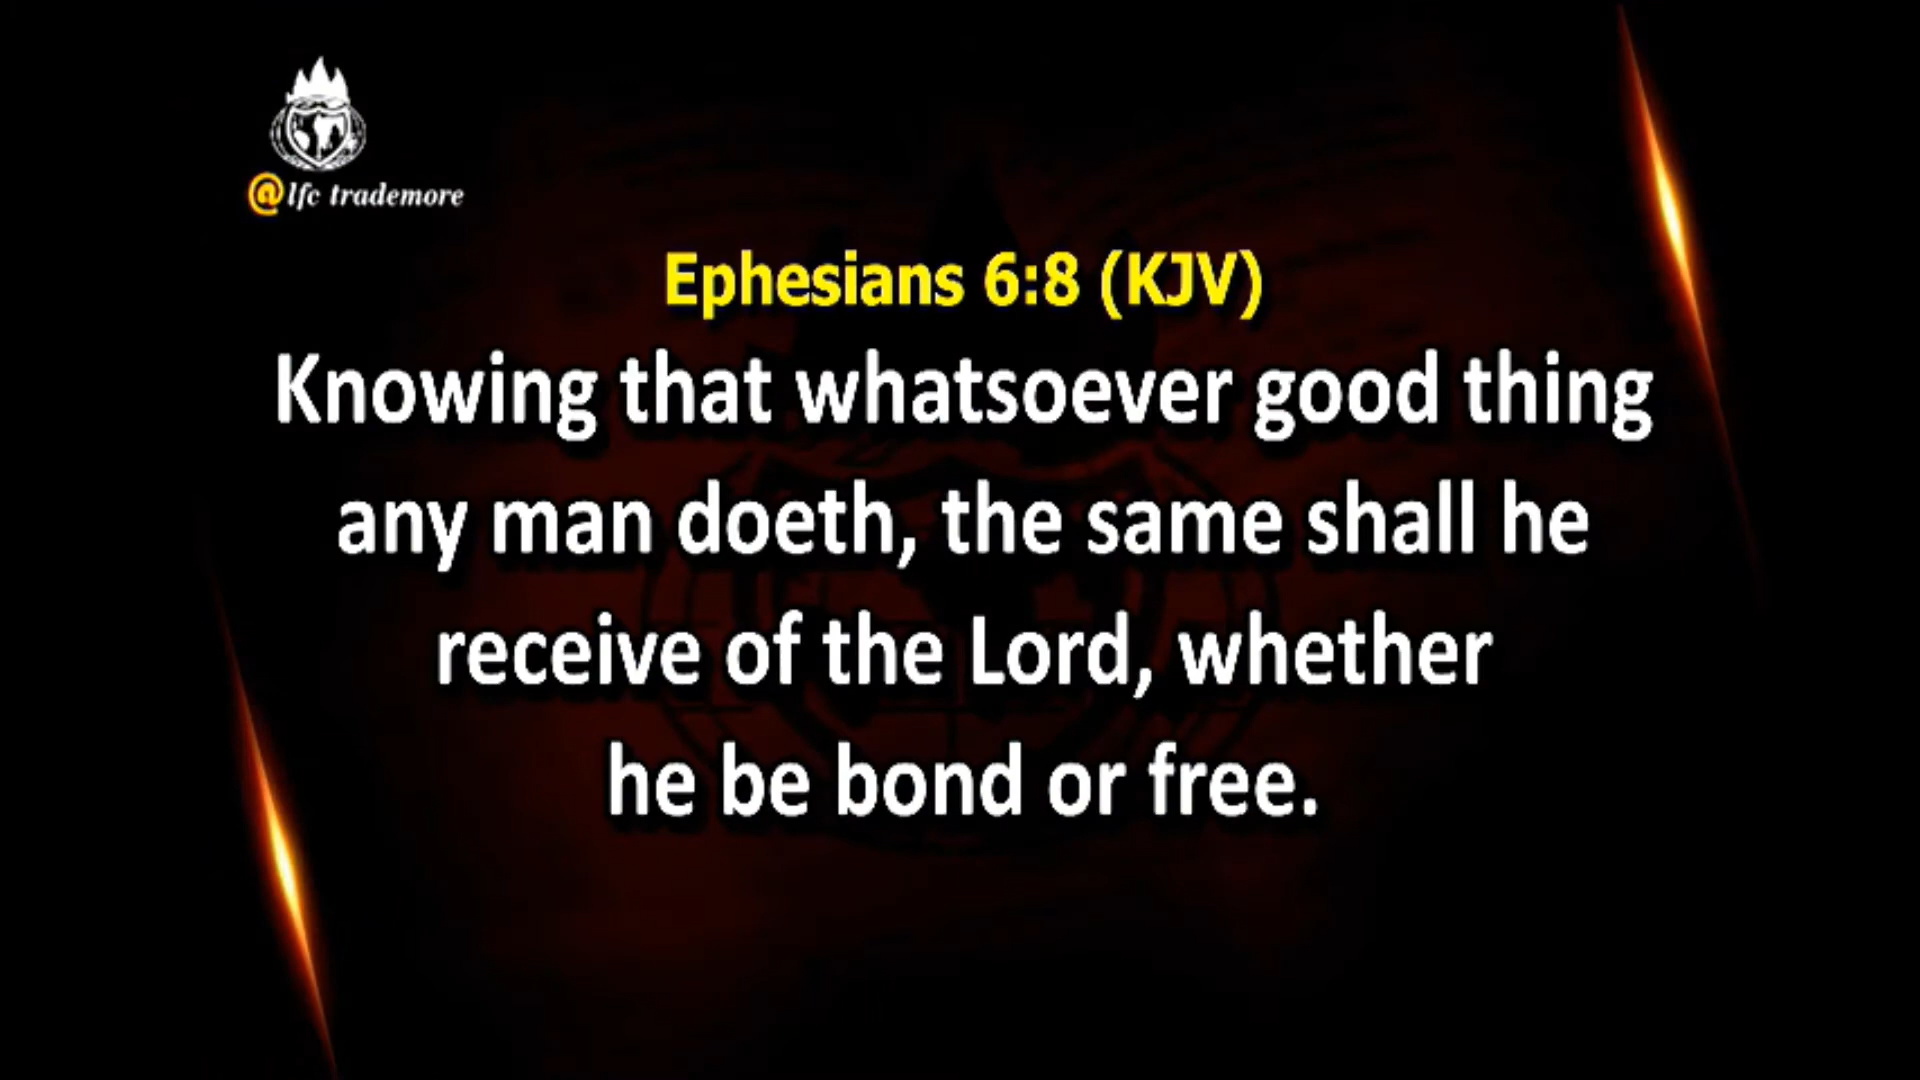 @lfc trademore
Ephesians 6:8 (KJV)
Knowing that whatsoever good thing
any man doeth, the same shall he
receive of the Lord, whether
he be bond or free.